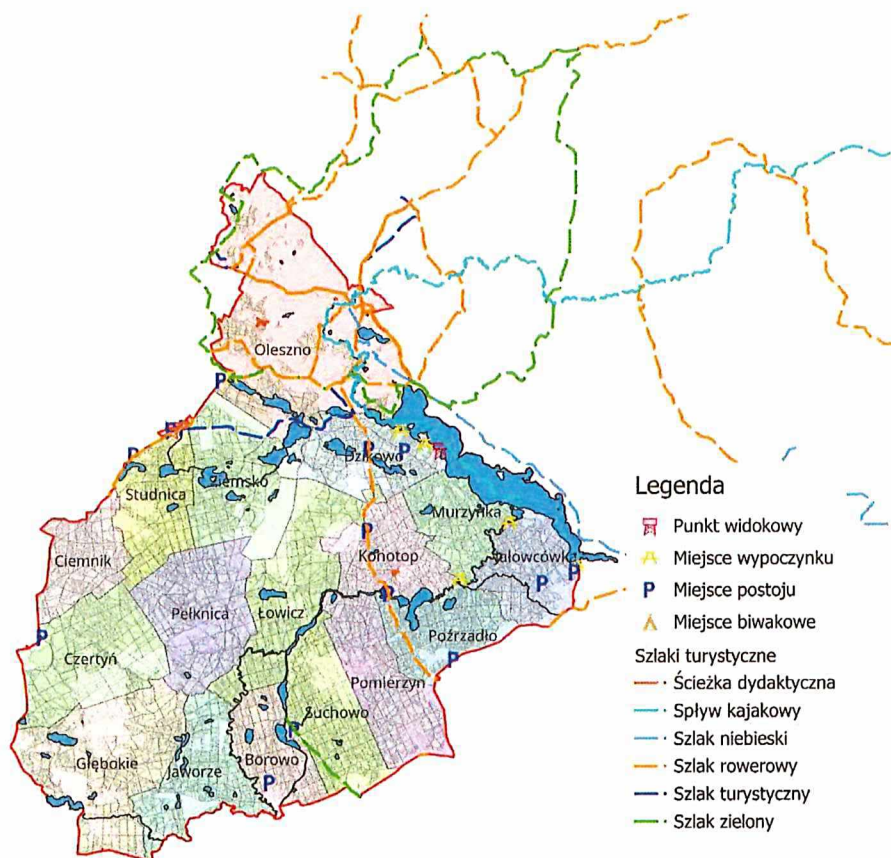 Oleszno
Dzikowo
Ziemsko
Studnica
Murzynka
Ciemnik
Konotop
Jułowcówka
Pełknica
Łowicz
Poźrzadło
Czertyń
Pomierzyn
Suchowo
Głębokie
Jaworze
Borowo
P
P
P
P
P
P
P
P
P
P
P
P
Legenda
Punkt widokowy
Miejsce wypoczynku
P Miejsce postoju
Miejsce biwakowe
Szlaki turystyczne
Ścieżka dydaktyczna
Spływ kajakowy
Szlak niebieski
Szlak rowerowy
Szlak turystyczny
Szlak zielony